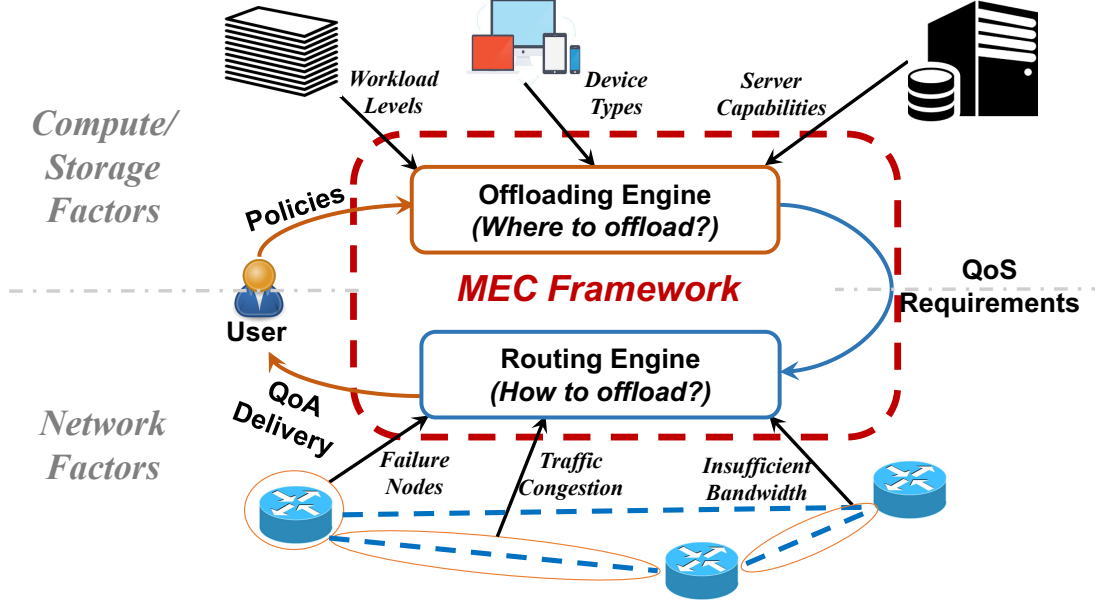 Workload
Levels
Device
Types
Server
Capabilities
Compute/
Storage
Factors
Policies
Offloading Engine
(Where to offload?)
MEC Framework
QoS
Requirements
User
Routing Engine
(How to offload?)
QoA
Delivery
Network
Factors
Failure
Nodes
Traffic
Congestion
Insufficient
Bandwidth